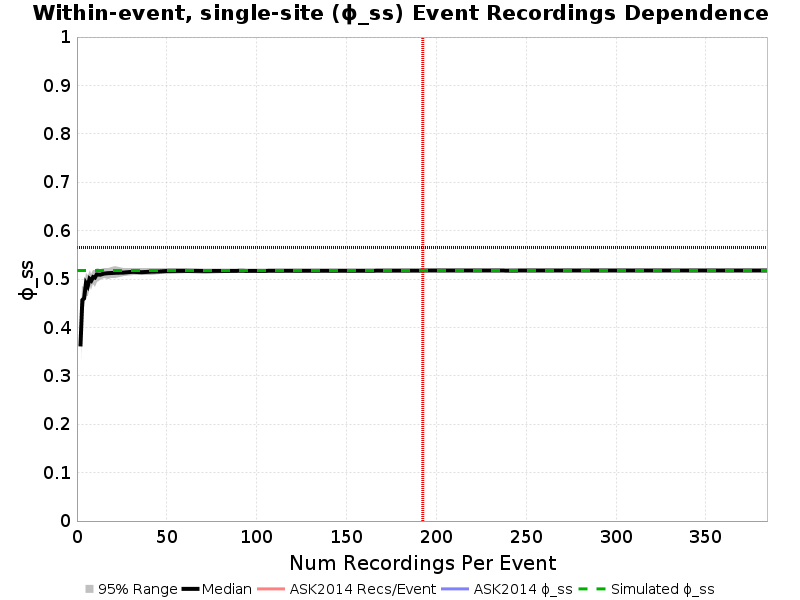 Within-event, single-site (ϕ_ss) Event Recordings Dependence
1
0.9
0.8
0.7
0.6
0.5
0.4
0.3
0.2
0.1
0
ϕ_ss
0 50 100 150 200 250 300 350
Num Recordings Per Event
95% Range Median ASK2014 Recs/Event ASK2014 ϕ_ss Simulated ϕ_ss